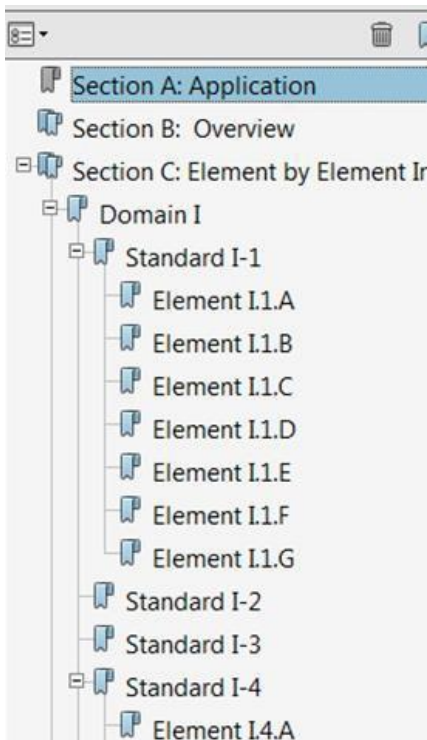 Section A: Application
Section B: Overview
Section C: Element by Element
Domain I
Standard I-1
Element I.1.A
Element I.1.B
Element I.1.C
Element I.1.D
Element I.1.E
Element I.1.F
Element I.1.G
Standard I-2
Standard I-3
Standard I-4
Element I.4.A